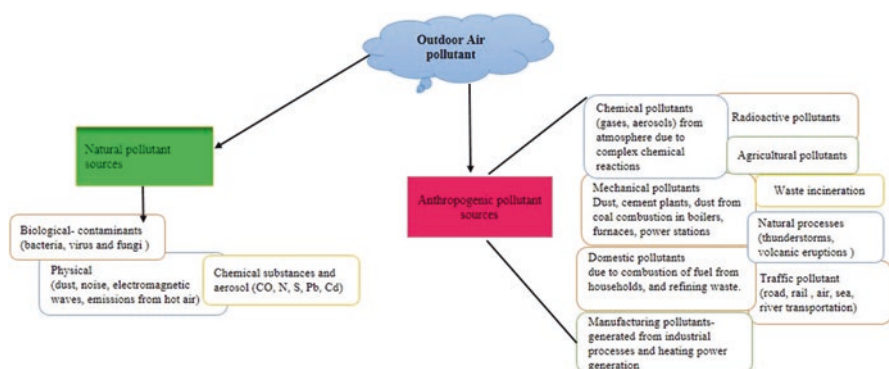 Outdoor Air
pollutant
Natural pollutant
sources
Biological- contaminants
(bacteria, virus and fungi )
Physical
(dust, noise, electromagnetic
waves, emissions from hot air)
Chemical substances and
aerosol (CO, N, S, Pb, Cd)
Anthropogenic pollutant
sources
Chemical pollutants
(gases, aerosols) from
atmosphere due to
complex chemical
reactions
Radioactive pollutants
Agricultural pollutants
Mechanical pollutants
Dust, cement plants, dust from
coal combustion in boilers,
furnaces, power stations
Waste incineration
Natural processes
(thunderstorms,
volcanic eruptions )
Domestic pollutants
due to combustion of fuel from
households, and refining waste.
Traffic pollutant
(road, rail , air, sea,
river transportation)
Manufacturing pollutants-
generated from industrial
processes and heating power
generation